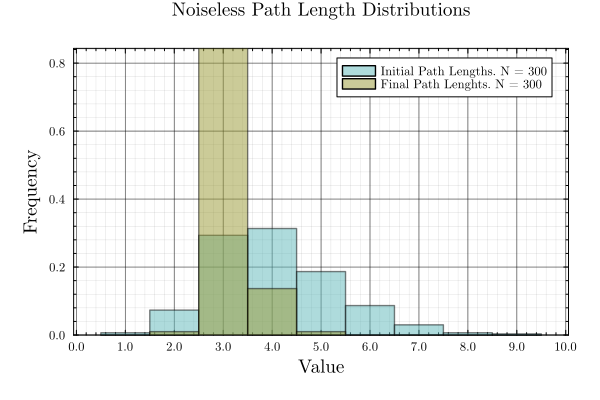 Noiseless Path Length Distributions
Initial Path Lengths. N = 300
Final Path Lenghts. N = 300
Frequency
0.8
0.6
0.4
0.2
0.0
0.0 1.0 2.0 3.0 4.0 5.0 6.0 7.0 8.0 9.0 10.0
Value